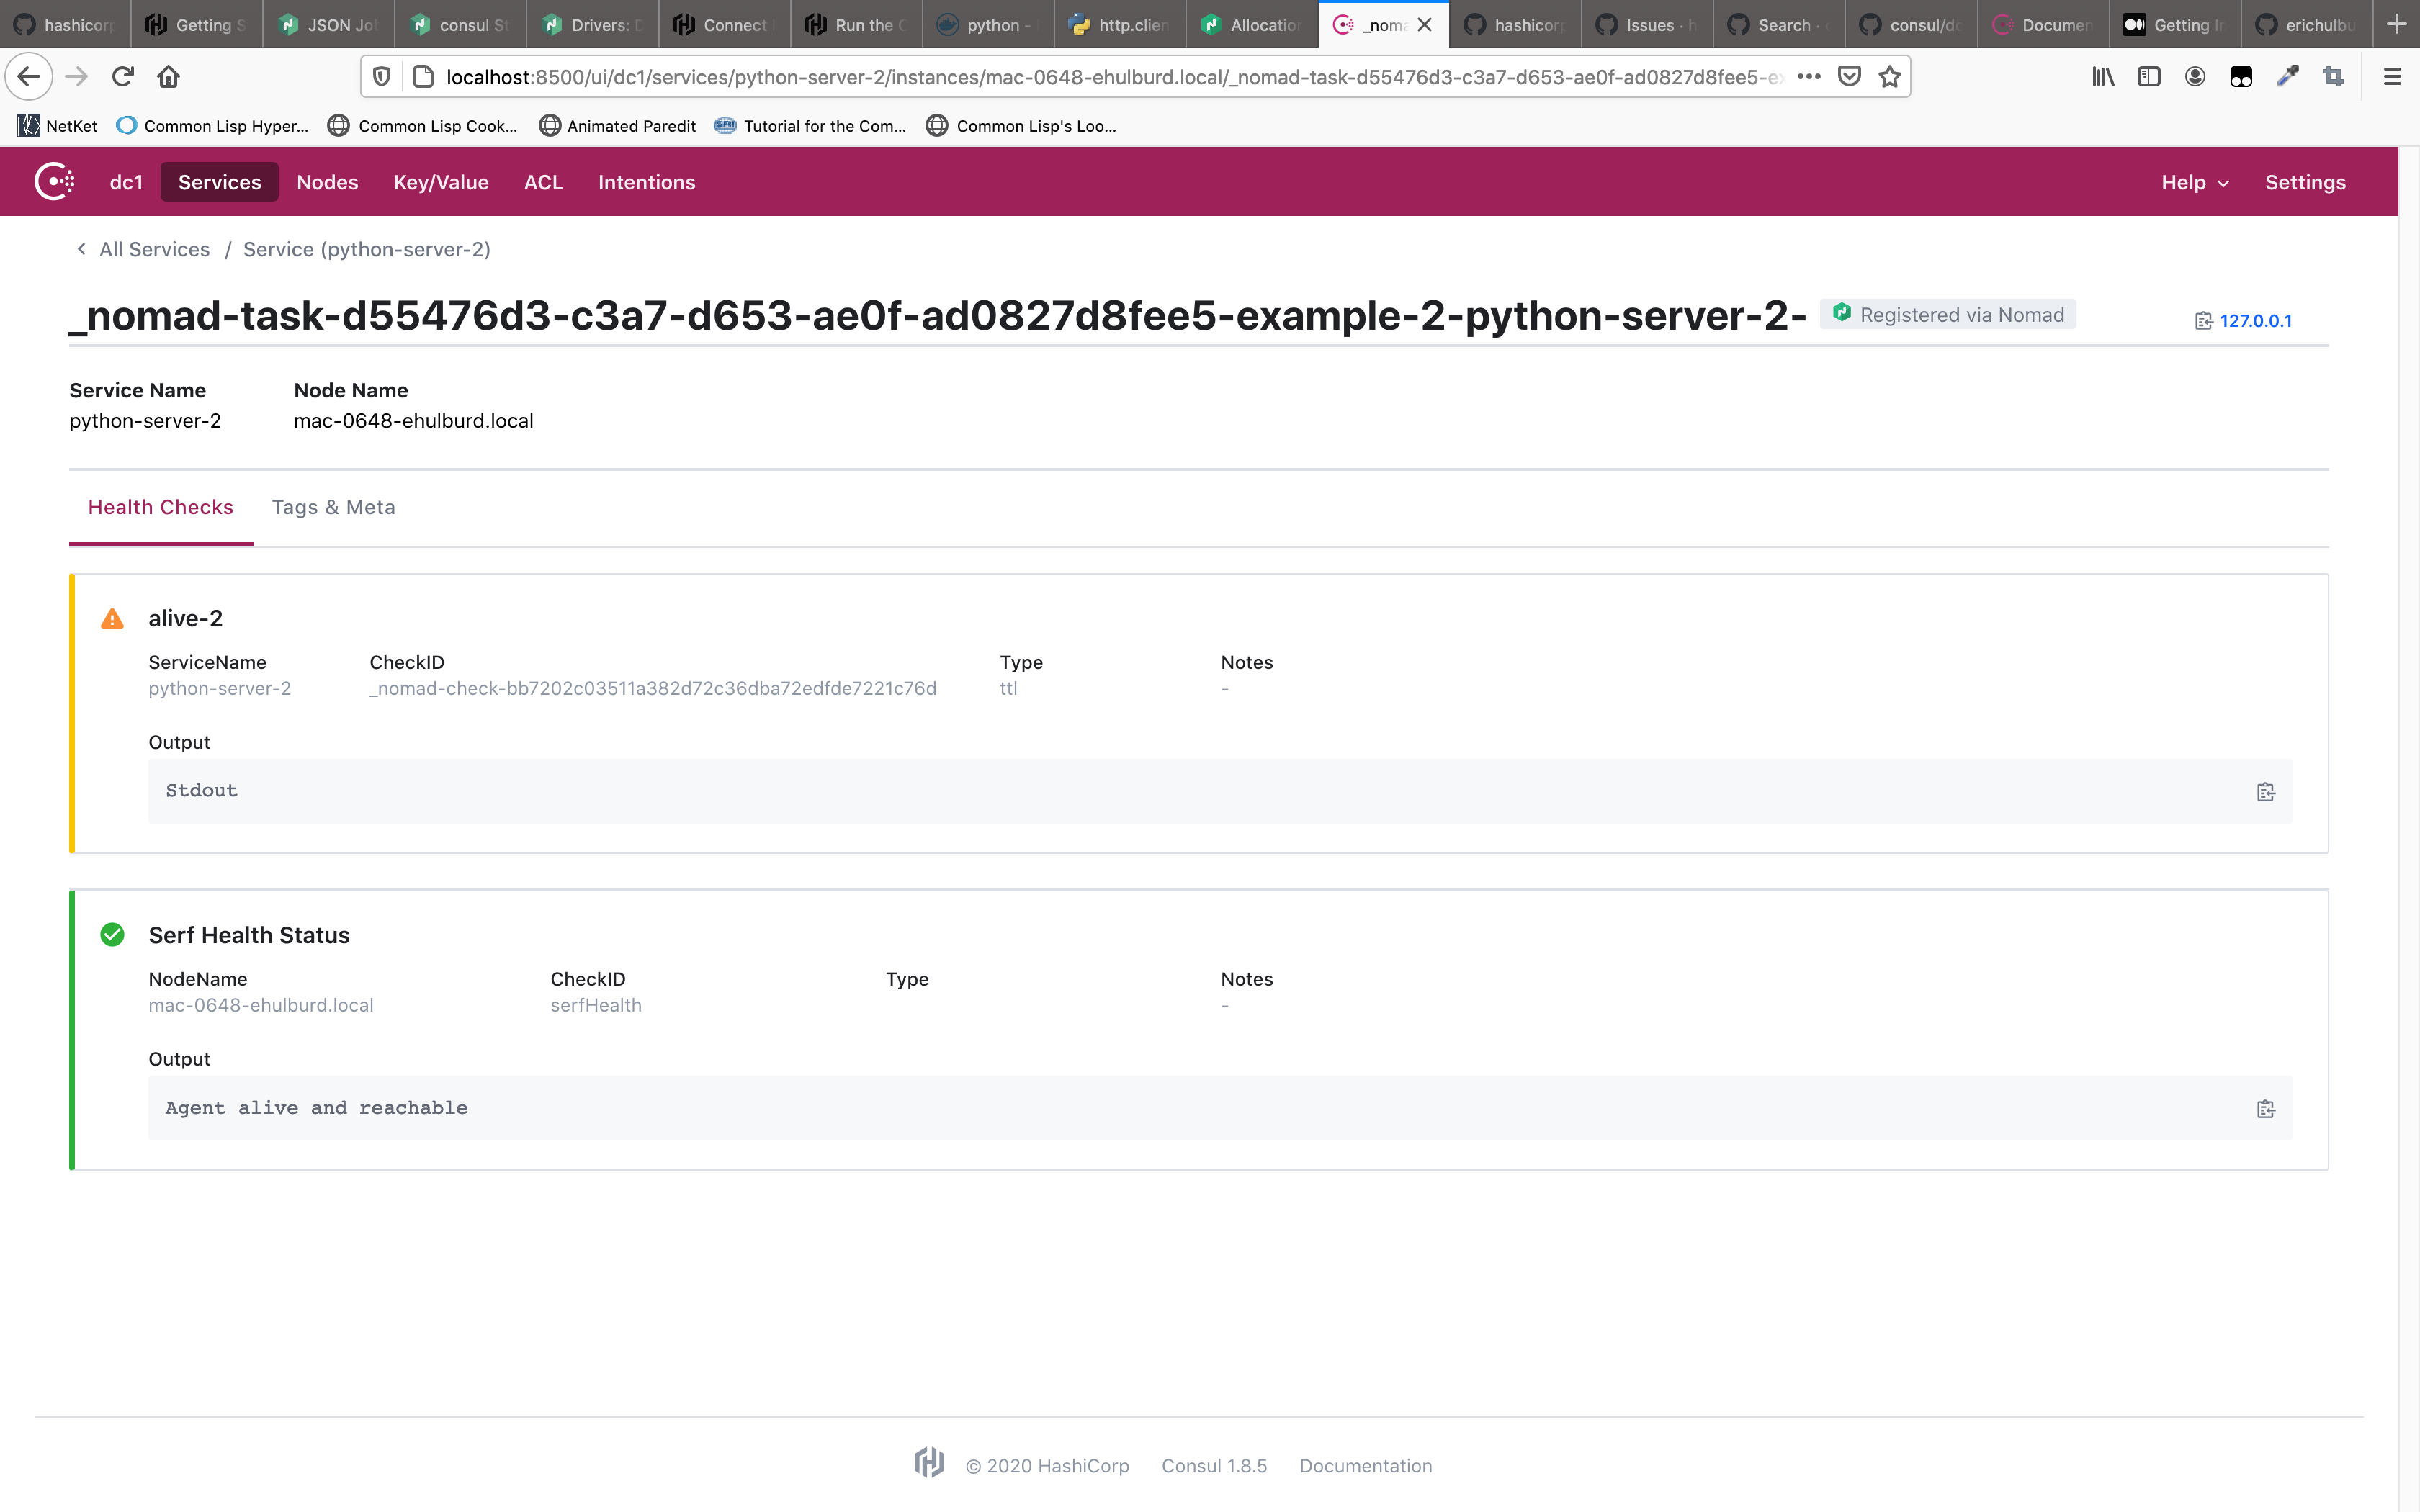 hashicorp Getting S JSON Jo consul St Drivers: D Connect Run the C python - http.clien Allocation _noma hashicorp Issues · h Search · consul/do Documen Getting In erichulbu
localhost:8500/ui/dc1/services/python-server-2/instances/mac-0648-ehulburd.local/_nomad-task-d55476d3-c3a7-d653-ae0f-ad0827d8fee5-ex
NetKet Common Lisp Hyper... Common Lisp Cook... Animated Paredit Tutorial for the Com... Common Lisp's Loo...
dc1 Services Nodes Key/Value ACL Intentions Help Settings
All Services / Service (python-server-2)
_nomad-task-d55476d3-c3a7-d653-ae0f-ad0827d8fee5-example-2-python-server-2- Registered via Nomad 127.0.0.1
Service Name Node Name
python-server-2 mac-0648-ehulburd.local
Health Checks Tags & Meta
alive-2
ServiceName CheckID Type Notes
python-server-2 _nomad-check-bb7202c03511a382d72c36dba72edfde7221c76d ttl -
Output
Stdout
Serf Health Status
NodeName CheckID Type Notes
mac-0648-ehulburd.local serfHealth -
Output
Agent alive and reachable
© 2020 HashiCorp Consul 1.8.5 Documentation